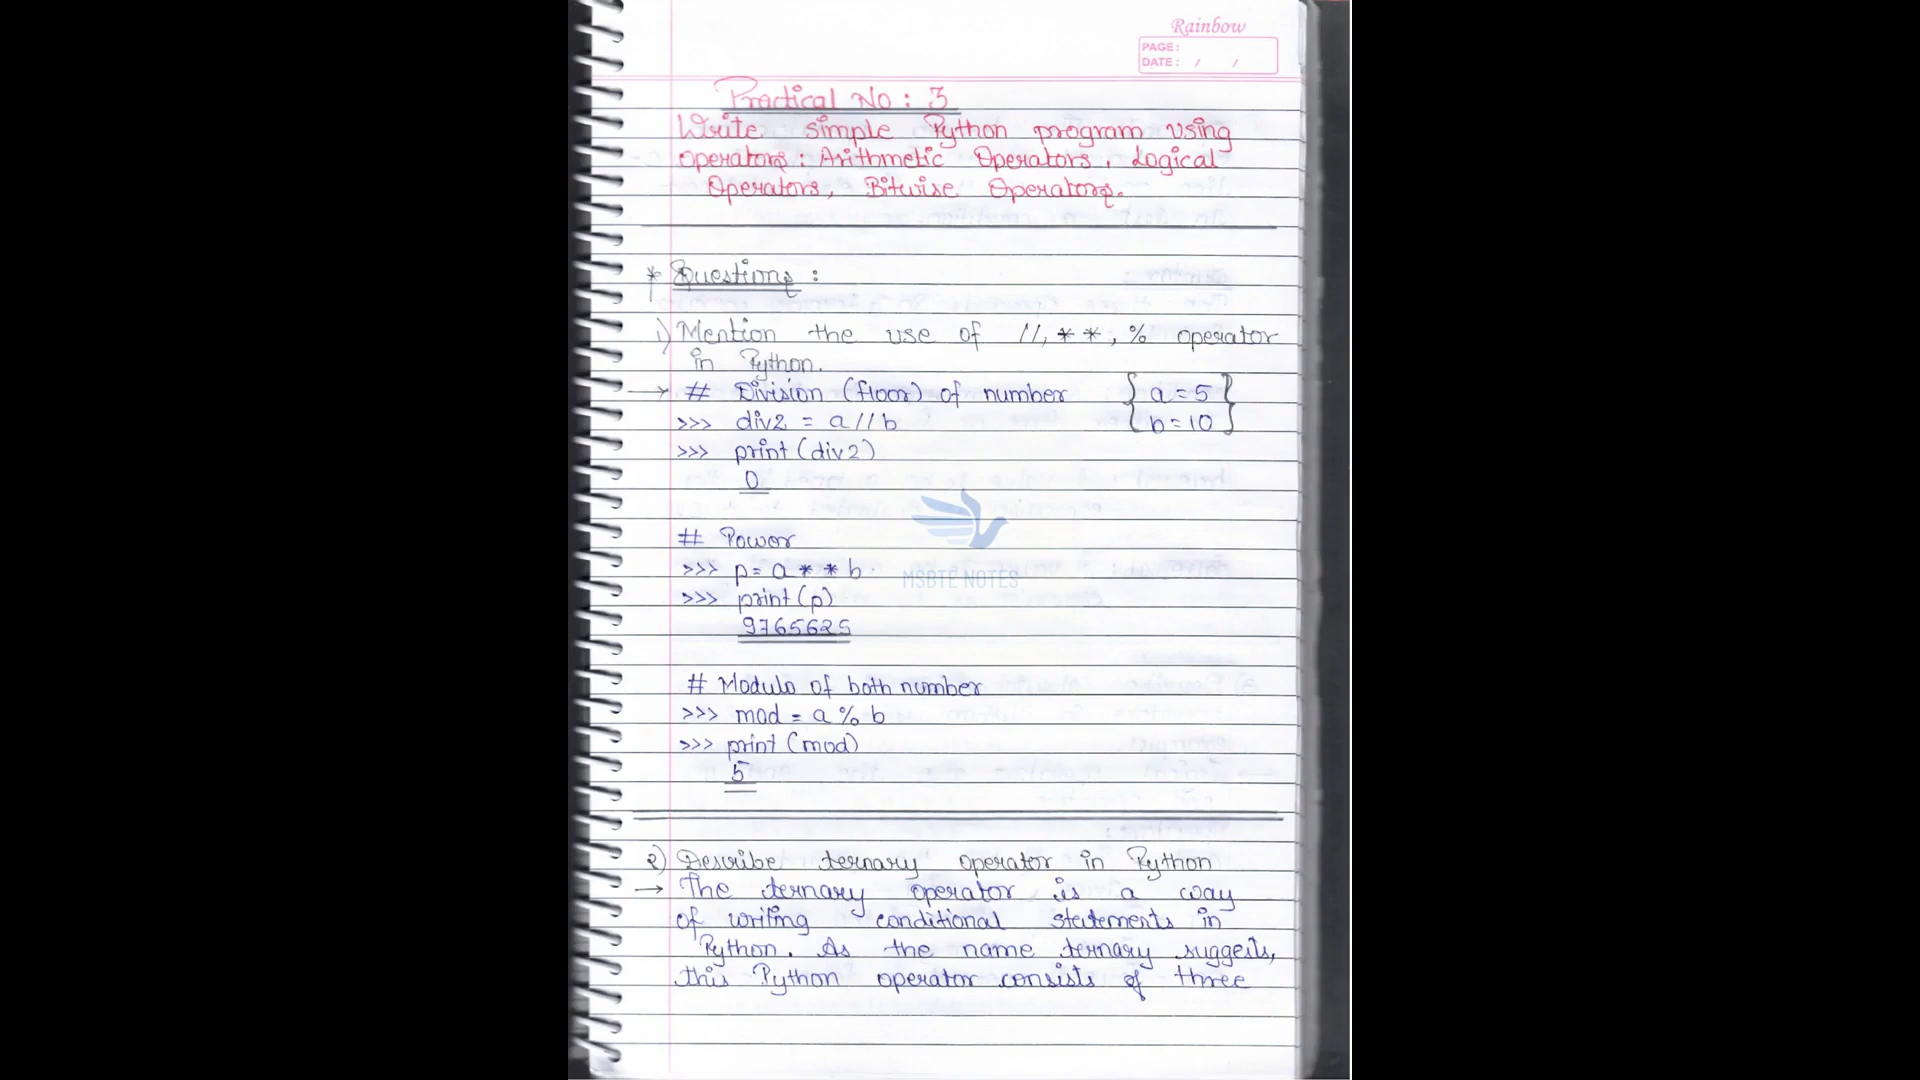 Rainbow
PAGE:
DATE: / /
Practical No : 3
Write simple Python program using
operators: Arithmetic Operators, Logical
Operators, Bitwise Operators.
* Questions :
1) Mention the use of //, **, % operator
in Python.
→ # Division (floor) of number { a = 5
>>> div2 = a // b b = 10 }
>>> print (div2)
0
# Power
>>> p = a ** b
MSBTE NOTES
>>> print (p)
9765625
# Modulo of both number
>>> mod = a % b
>>> print (mod)
5
2) Describe ternary operator in Python
→ The ternary operator is a way
of writing conditional statements in
Python. As the name ternary suggests,
this Python operator consists of three